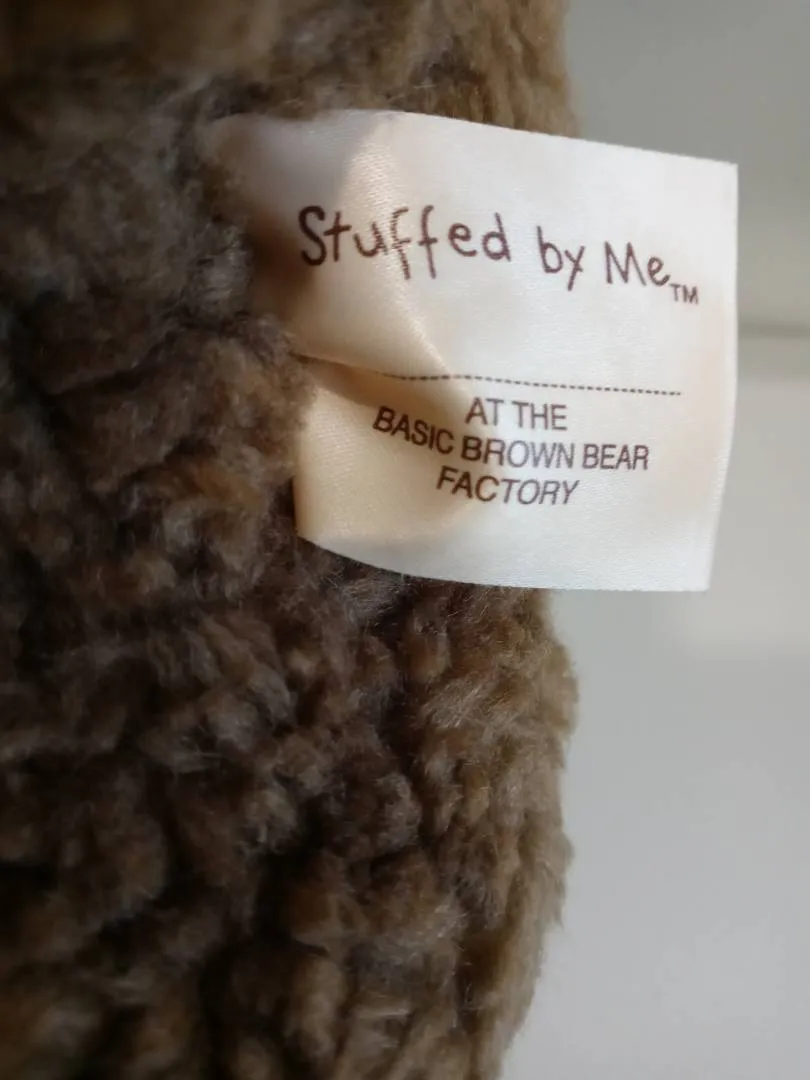 Stuffed by Me™
AT THE
BASIC BROWN BEAR
FACTORY